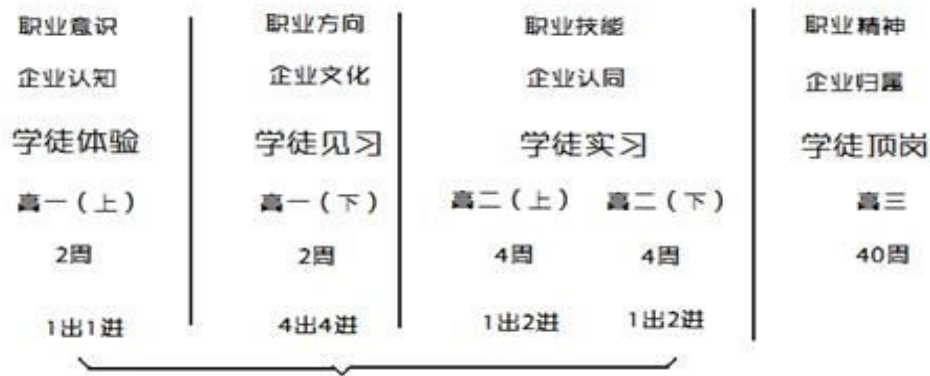 职业意识 职业方向 职业技能 职业精神
企业认知 企业文化 企业认同 企业归属
学徒体验 学徒见习 学徒实习 学徒顶岗
高一（上） 高一（下） 高二（上） 高二（下） 高三
2周 2周 4周 4周 40周
1出1进 4出4进 1出2进 1出2进